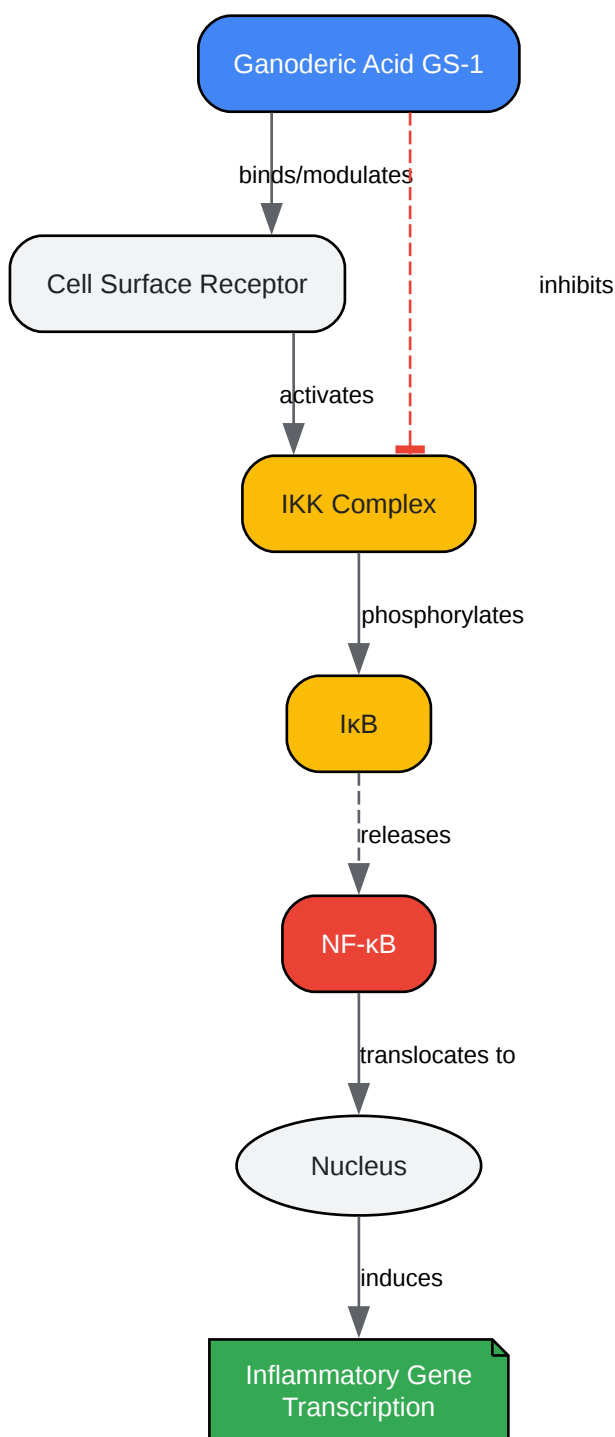 Ganoderic Acid GS-1
binds/modulates
Cell Surface Receptor
inhibits
activates
IKK Complex
phosphorylates
IκB
releases
NF-κB
translocates to
Nucleus
induces
Inflammatory Gene
Transcription